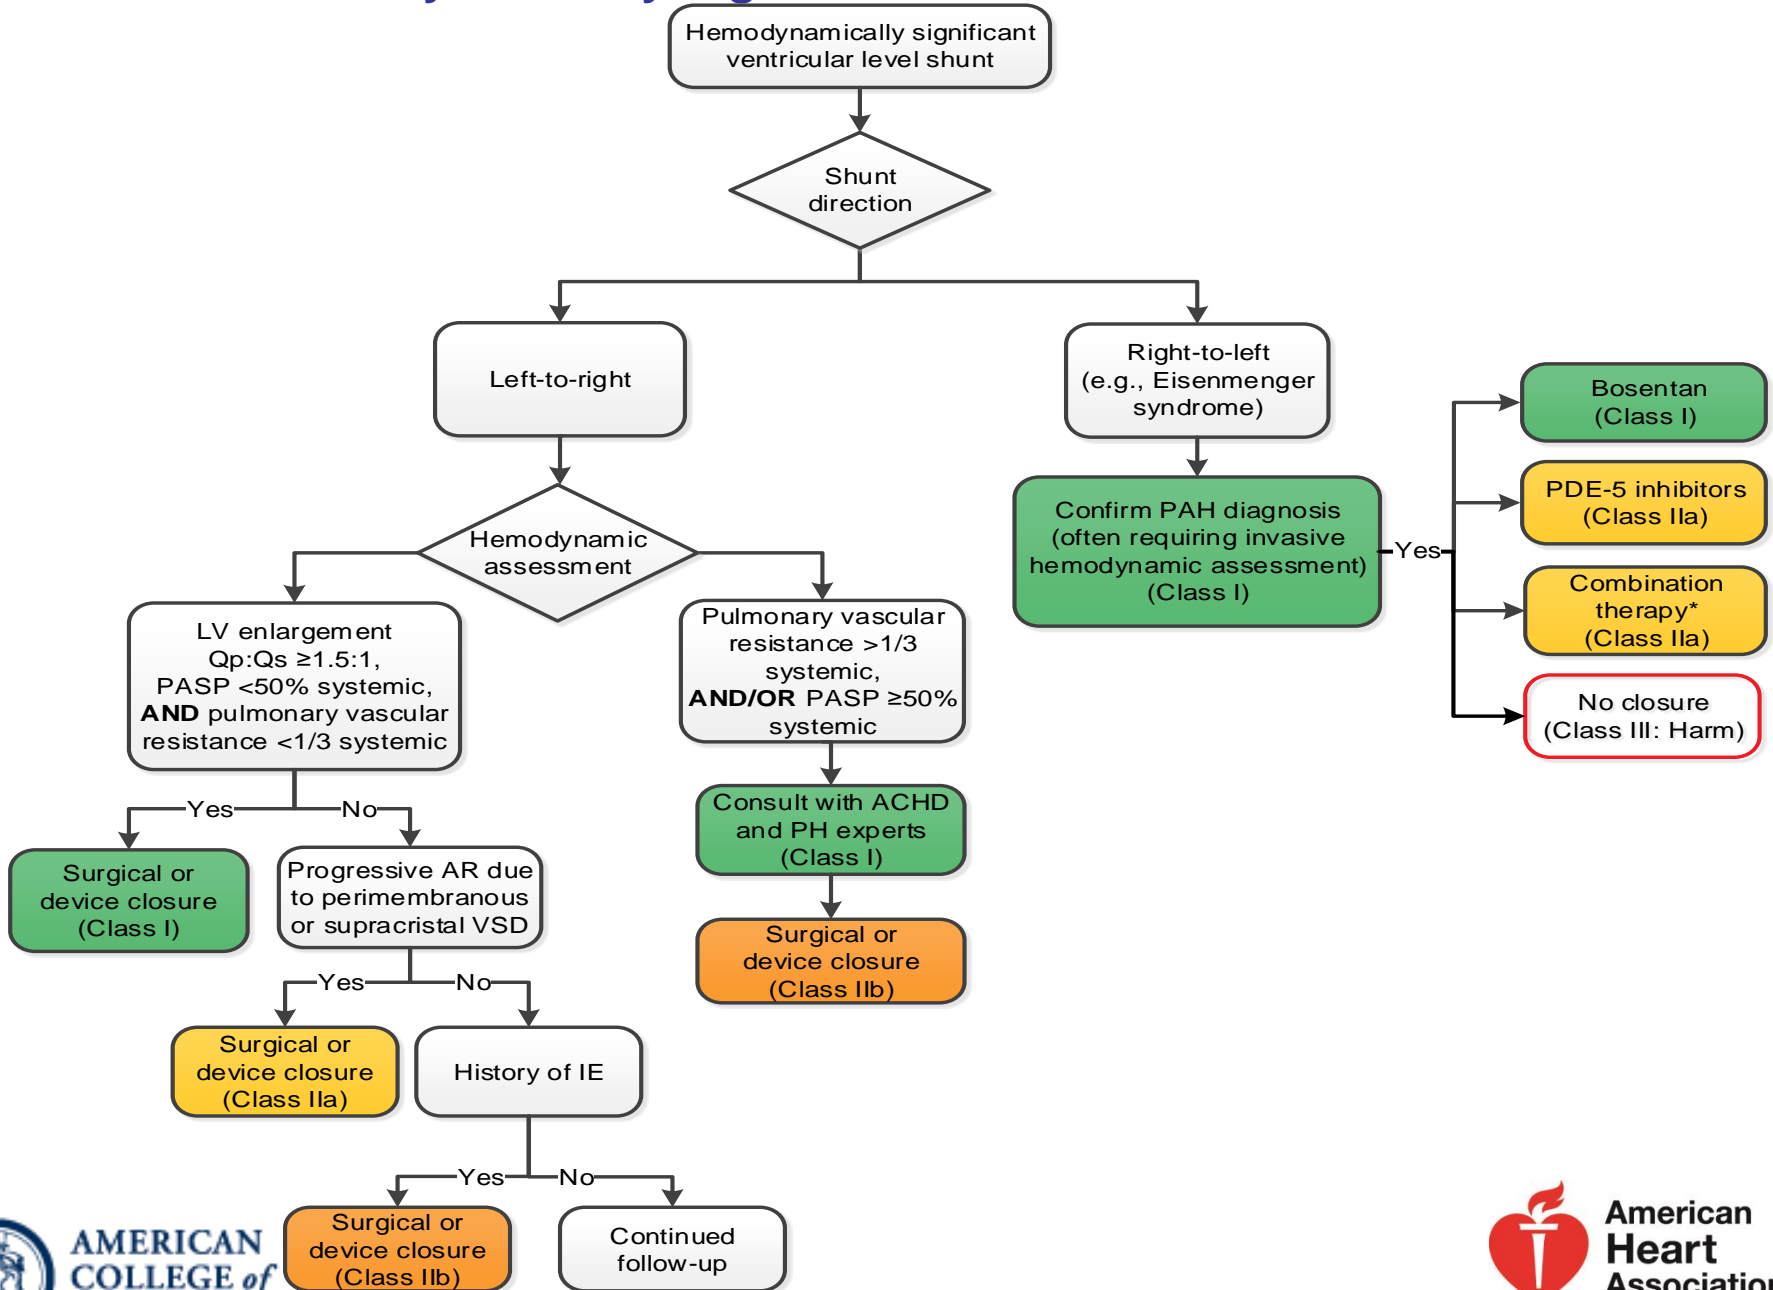 Hemodynamically significant
ventricular level shunt
Shunt
direction
Left-to-right
Right-to-left
(e.g., Eisenmenger
syndrome)
Bosentan
(Class I)
PDE-5 inhibitors
(Class IIa)
Combination
therapy*
(Class IIa)
No closure
(Class III: Harm)
Confirm PAH diagnosis
(often requiring invasive
hemodynamic assessment)
(Class I)
Yes
Hemodynamic
assessment
LV enlargement
Qp:Qs ≥1.5:1,
PASP <50% systemic,
AND pulmonary vascular
resistance <1/3 systemic
Pulmonary vascular
resistance >1/3
systemic,
AND/OR PASP ≥50%
systemic
Yes
No
Consult with ACHD
and PH experts
(Class I)
Surgical or
device closure
(Class I)
Progressive AR due
to perimembranous
or supracristal VSD
Surgical or
device closure
(Class IIb)
Yes
No
Surgical or
device closure
(Class IIa)
History of IE
Yes
No
Surgical or
device closure
(Class IIb)
Continued
follow-up
AMERICAN
COLLEGE of
American
Heart
Association